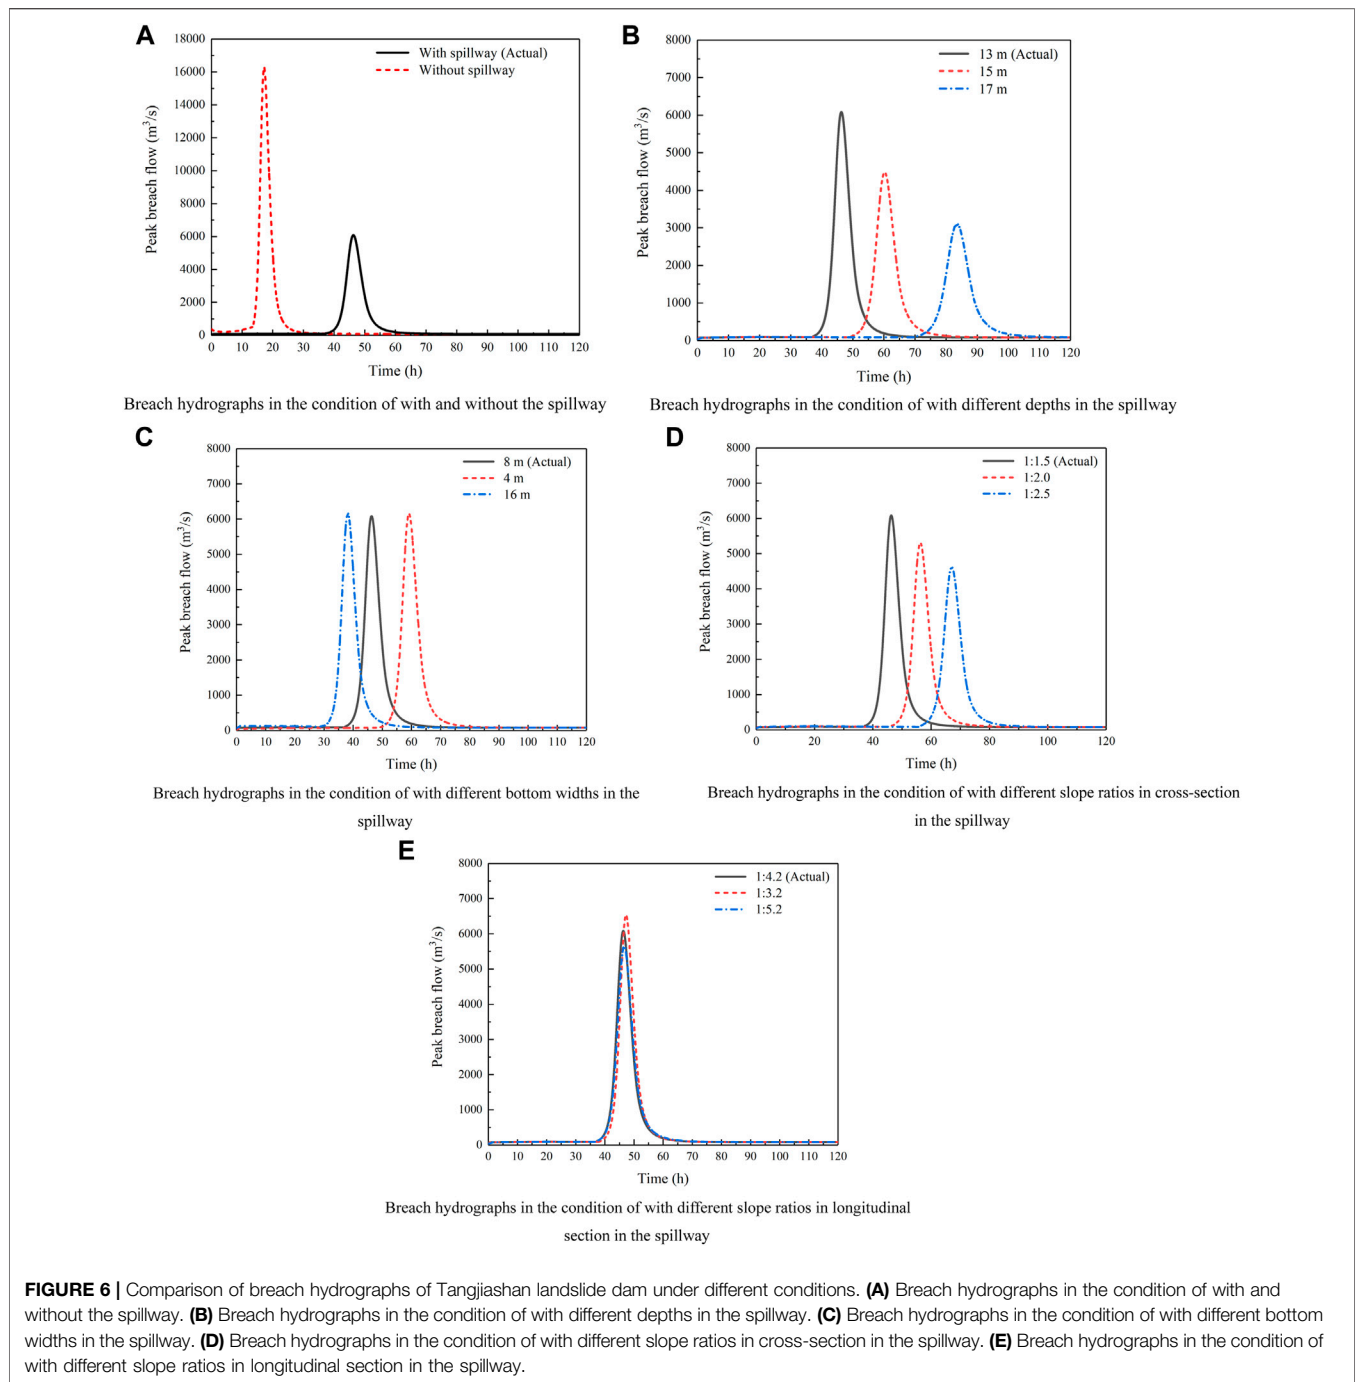 A
18000
16000
14000
12000
10000
8000
6000
4000
2000
0
Peak breach flow (m³/s)
With spillway (Actual)
Without spillway
0 10 20 30 40 50 60 70 80 90 100 110 120
Time (h)
Breach hydrographs in the condition of with and without the spillway
B
8000
7000
6000
5000
4000
3000
2000
1000
0
Peak breach flow (m³/s)
13 m (Actual)
15 m
17 m
0 10 20 30 40 50 60 70 80 90 100 110 120
Time (h)
Breach hydrographs in the condition of with different depths in the spillway
C
8000
7000
6000
5000
4000
3000
2000
1000
0
Peak breach flow (m³/s)
8 m (Actual)
4 m
16 m
0 10 20 30 40 50 60 70 80 90 100 110 120
Time (h)
Breach hydrographs in the condition of with different bottom widths in the
spillway
D
8000
7000
6000
5000
4000
3000
2000
1000
0
Peak breach flow (m³/s)
1:1.5 (Actual)
1:2.0
1:2.5
0 20 40 60 80 100 120
Time (h)
Breach hydrographs in the condition of with different slope ratios in cross-section
in the spillway
E
8000
7000
6000
5000
4000
3000
2000
1000
0
Peak breach flow (m³/s)
1:4.2 (Actual)
1:3.2
1:5.2
0 10 20 30 40 50 60 70 80 90 100 110 120
Time (h)
Breach hydrographs in the condition of with different slope ratios in longitudinal
section in the spillway
FIGURE 6 | Comparison of breach hydrographs of Tangjiashan landslide dam under different conditions. (A) Breach hydrographs in the condition of with and
without the spillway. (B) Breach hydrographs in the condition of with different depths in the spillway. (C) Breach hydrographs in the condition of with different bottom
widths in the spillway. (D) Breach hydrographs in the condition of with different slope ratios in cross-section in the spillway. (E) Breach hydrographs in the condition of
with different slope ratios in longitudinal section in the spillway.